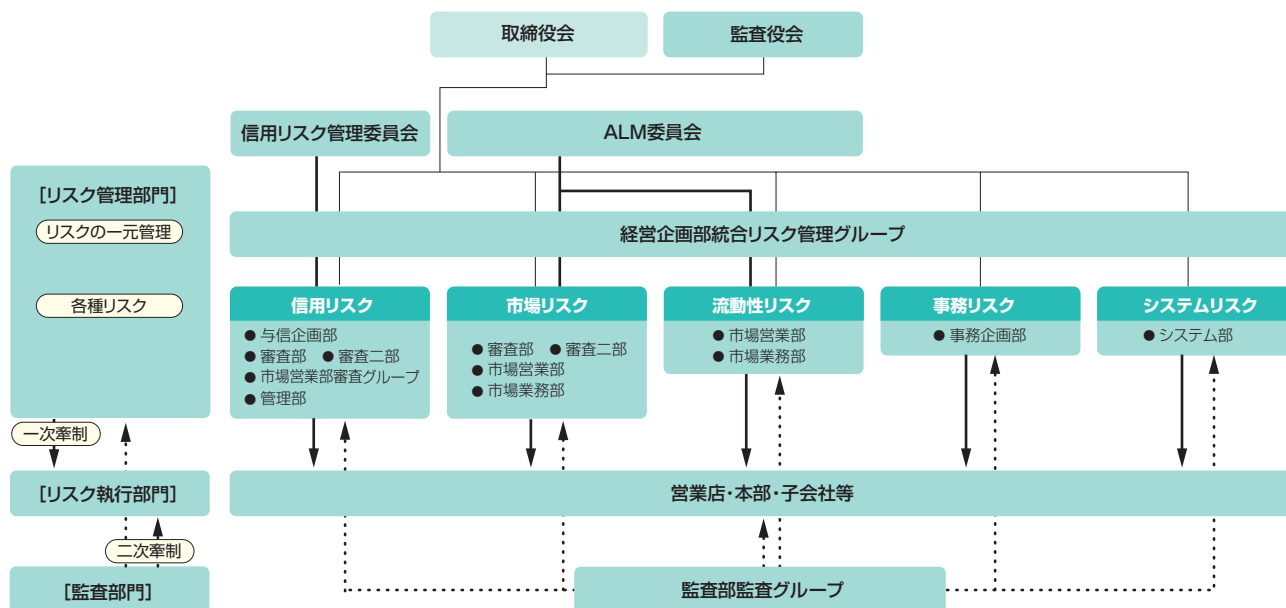 取締役会
監査役会
信用リスク管理委員会
ALM委員会
[リスク管理部門]
リスクの一元管理
経営企画部統合リスク管理グループ
各種リスク
信用リスク
● 与信企画部
● 審査部 ● 審査二部
● 市場営業部審査グループ
● 管理部
市場リスク
● 審査部 ● 審査二部
● 市場営業部
● 市場業務部
流動性リスク
● 市場営業部
● 市場業務部
事務リスク
● 事務企画部
システムリスク
● システム部
一次牽制
[リスク執行部門]
営業店・本部・子会社等
二次牽制
[監査部門]
監査部監査グループ